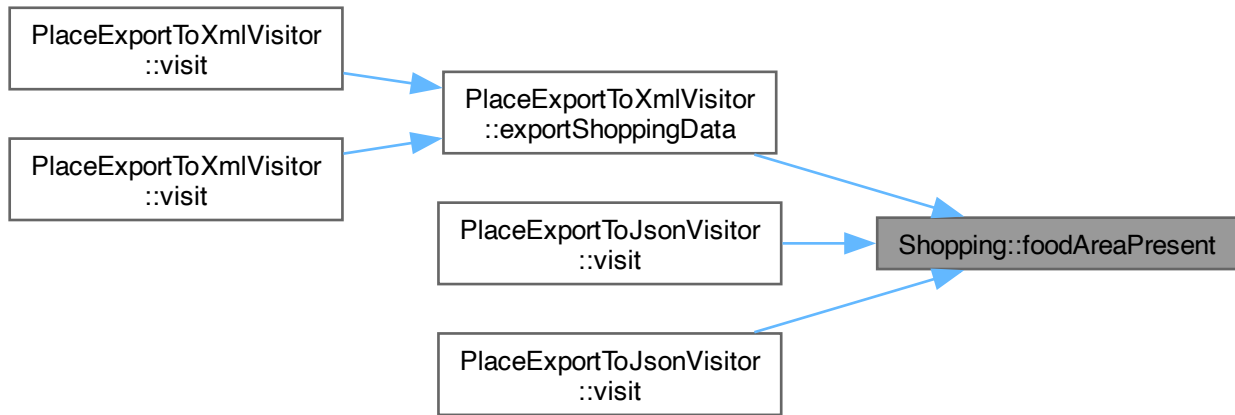 PlaceExportToXmlVisitor
::visit
PlaceExportToXmlVisitor
::visit
PlaceExportToXmlVisitor
::exportShoppingData
PlaceExportToJsonVisitor
::visit
PlaceExportToJsonVisitor
::visit
Shopping::foodAreaPresent